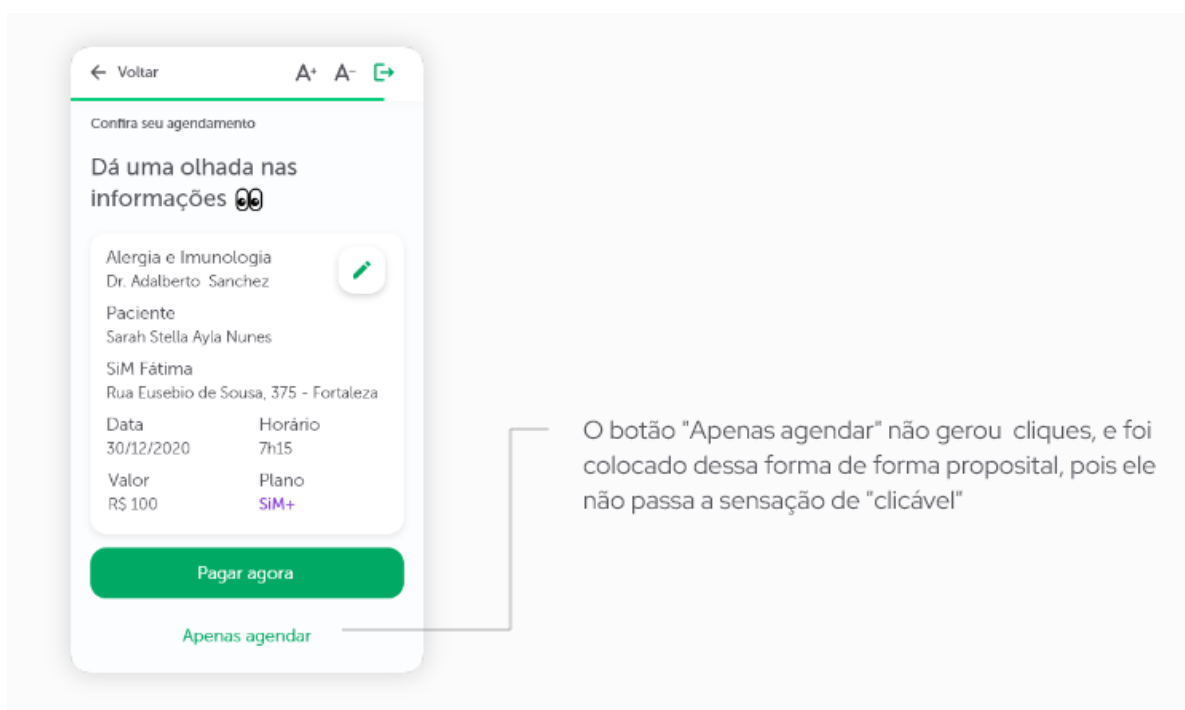 Voltar
A+ A-
Confira seu agendamento
Dá uma olhada nas
informações 👀
Alergia e Imunologia
Dr. Adalberto Sanchez
Paciente
Sarah Stella Ayla Nunes
SiM Fátima
Rua Eusebio de Sousa, 375 - Fortaleza
Data Horário
30/12/2020 7h15
Valor Plano
R$ 100 SiM+
Pagar agora
Apenas agendar
O botão "Apenas agendar" não gerou cliques, e foi
colocado dessa forma de forma proposital, pois ele
não passa a sensação de "clicável"